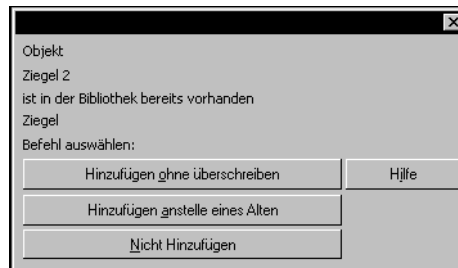 Objekt
Ziegel 2
ist in der Bibliothek bereits vorhanden
Ziegel
Befehl auswählen:
Hinzufügen ohne überschreiben
Hilfe
Hinzufügen anstelle eines Alten
Nicht Hinzufügen